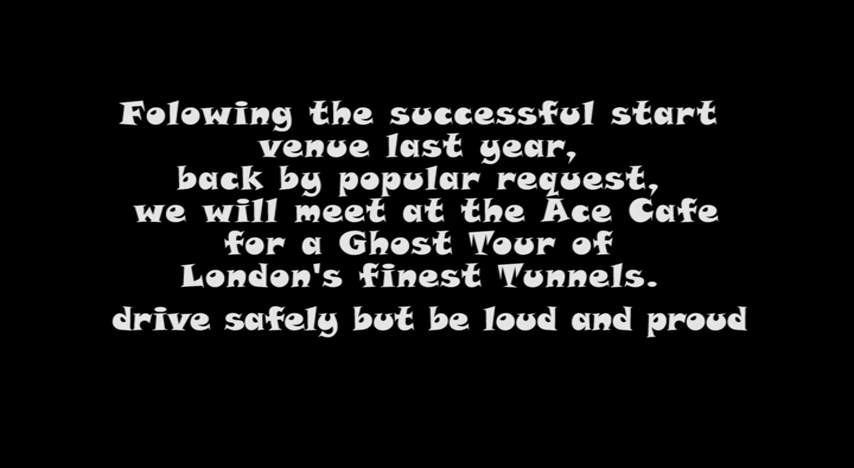 Folowing the successful start
venue last year,
back by popular request,
we will meet at the Ace Cafe
for a Ghost Tour of
London's finest Tunnels.
drive safely but be loud and proud